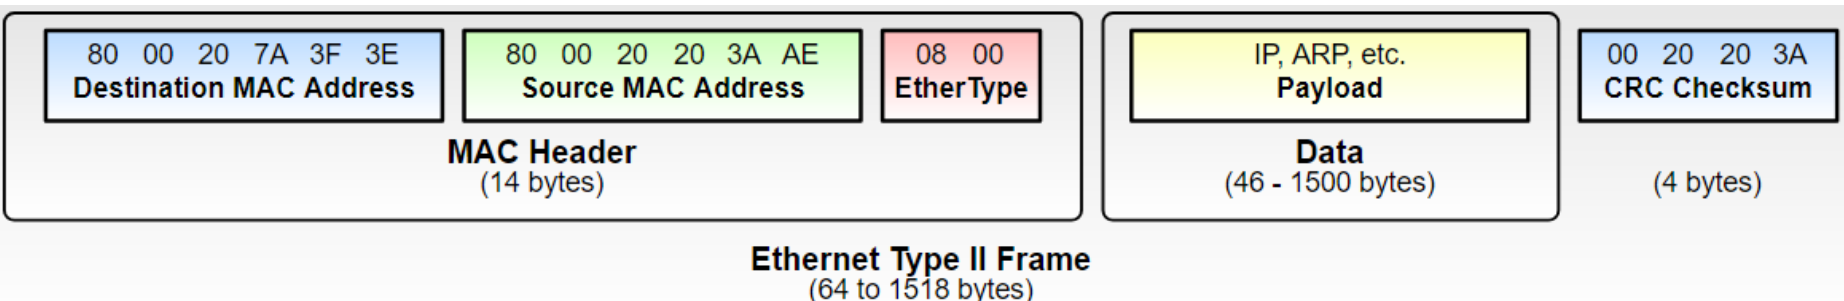 80 00 20 7A 3F 3E
Destination MAC Address
80 00 20 20 3A AE
Source MAC Address
08 00
EtherType
IP, ARP, etc.
Payload
00 20 20 3A
CRC Checksum
MAC Header
(14 bytes)
Data
(46 - 1500 bytes)
(4 bytes)
Ethernet Type II Frame
(64 to 1518 bytes)